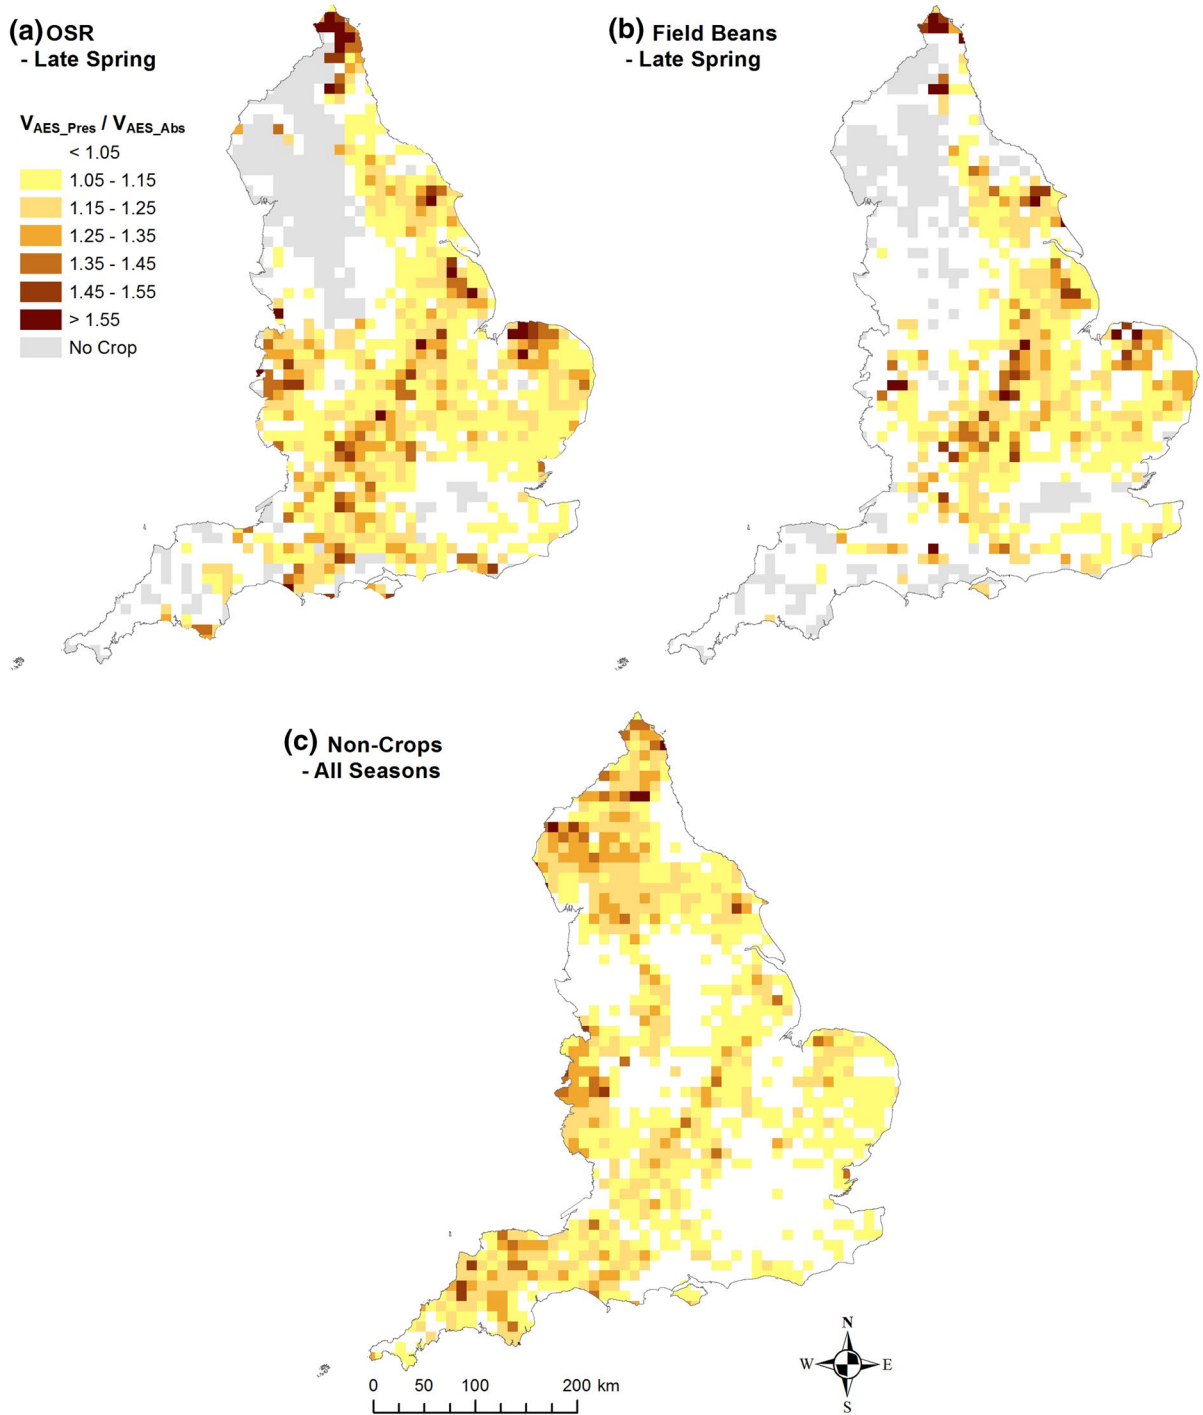 (a) OSR
- Late Spring
V_AES_Pres / V_AES_Abs
< 1.05
1.05 - 1.15
1.15 - 1.25
1.25 - 1.35
1.35 - 1.45
1.45 - 1.55
> 1.55
No Crop
(b) Field Beans
- Late Spring
(c) Non-Crops
- All Seasons
N
W E
S
0 50 100 200 km